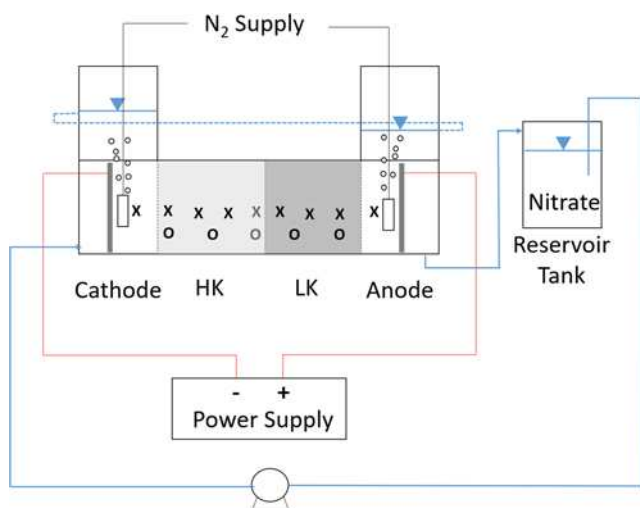 N₂ Supply
X X X X X X X X
O O O O O
Nitrate
Reservoir
Tank
Cathode HK LK Anode
- +
Power Supply